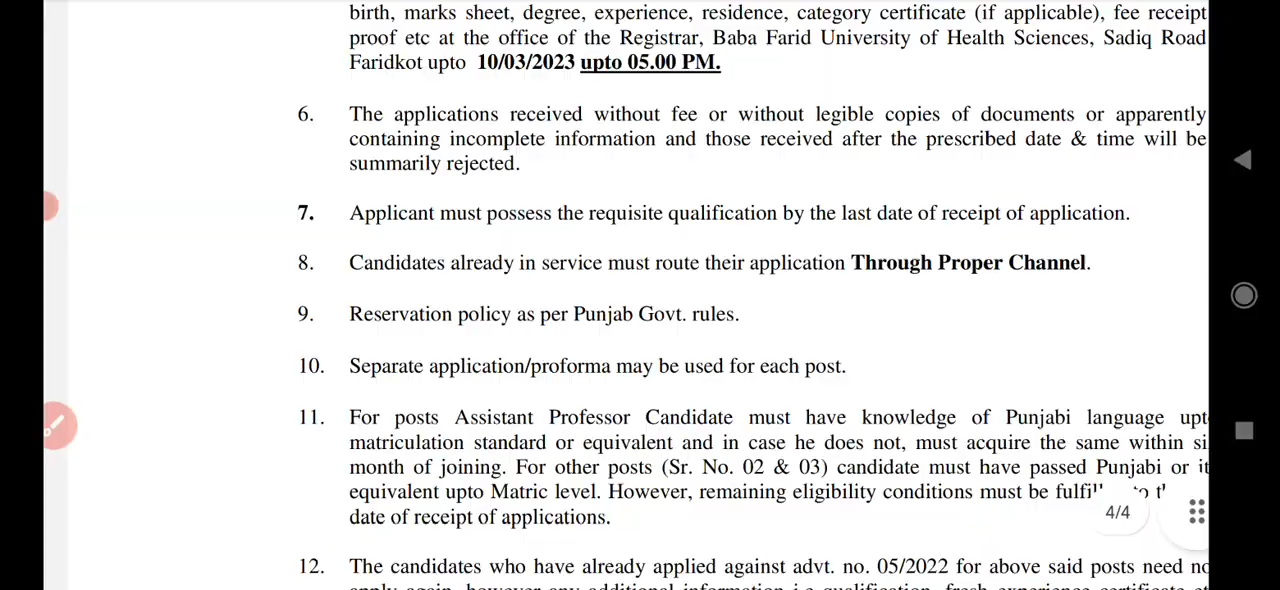 birth, marks sheet, degree, experience, residence, category certificate (if applicable), fee receipt
proof etc at the office of the Registrar, Baba Farid University of Health Sciences, Sadiq Road
Faridkot upto 10/03/2023 upto 05.00 PM.
6. The applications received without fee or without legible copies of documents or apparently
containing incomplete information and those received after the prescribed date & time will be
summarily rejected.
7. Applicant must possess the requisite qualification by the last date of receipt of application.
8. Candidates already in service must route their application Through Proper Channel.
9. Reservation policy as per Punjab Govt. rules.
10. Separate application/proforma may be used for each post.
11. For posts Assistant Professor Candidate must have knowledge of Punjabi language
matriculation standard or equivalent and in case he does not, must acquire the same within
month of joining. For other posts (Sr. No. 02 & 03) candidate must have passed Punjabi or
equivalent upto Matric level. However, remaining eligibility conditions must be
date of receipt of applications.
4/4
12. The candidates who have already applied against advt. no. 05/2022 for above said posts need